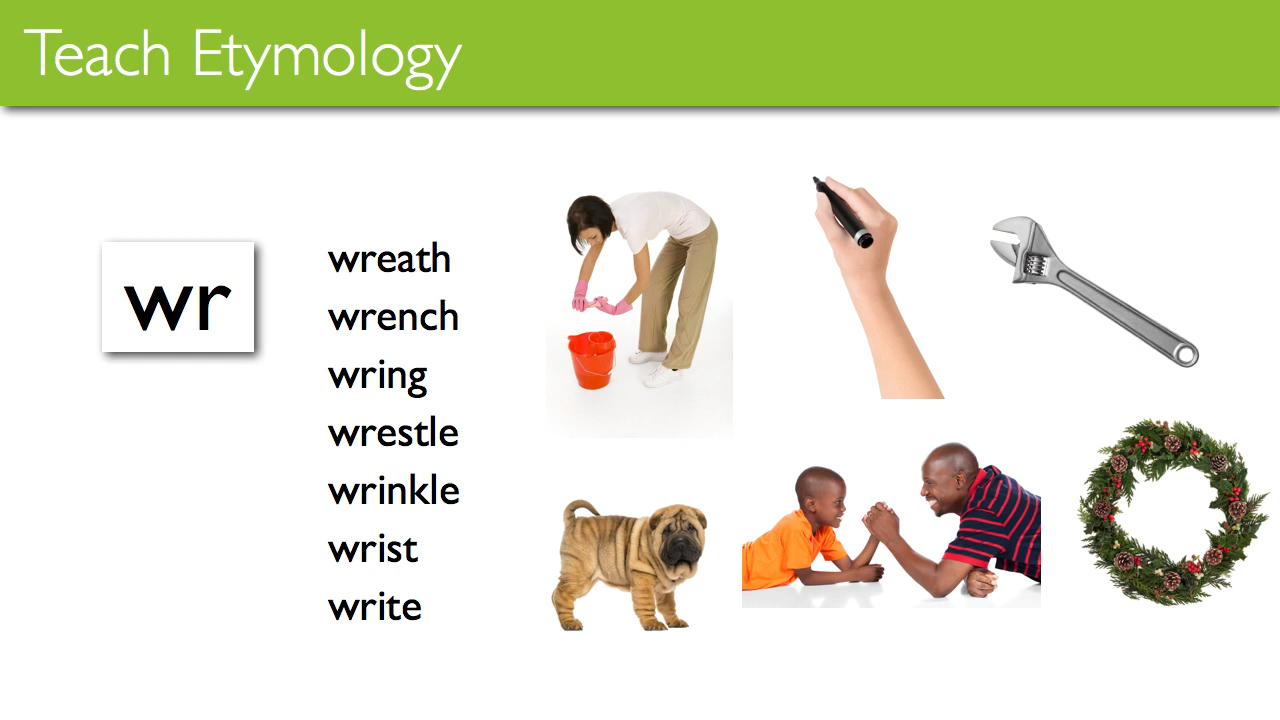 Teach Etymology
wr
wreath
wrench
wring
wrestle
wrinkle
wrist
write